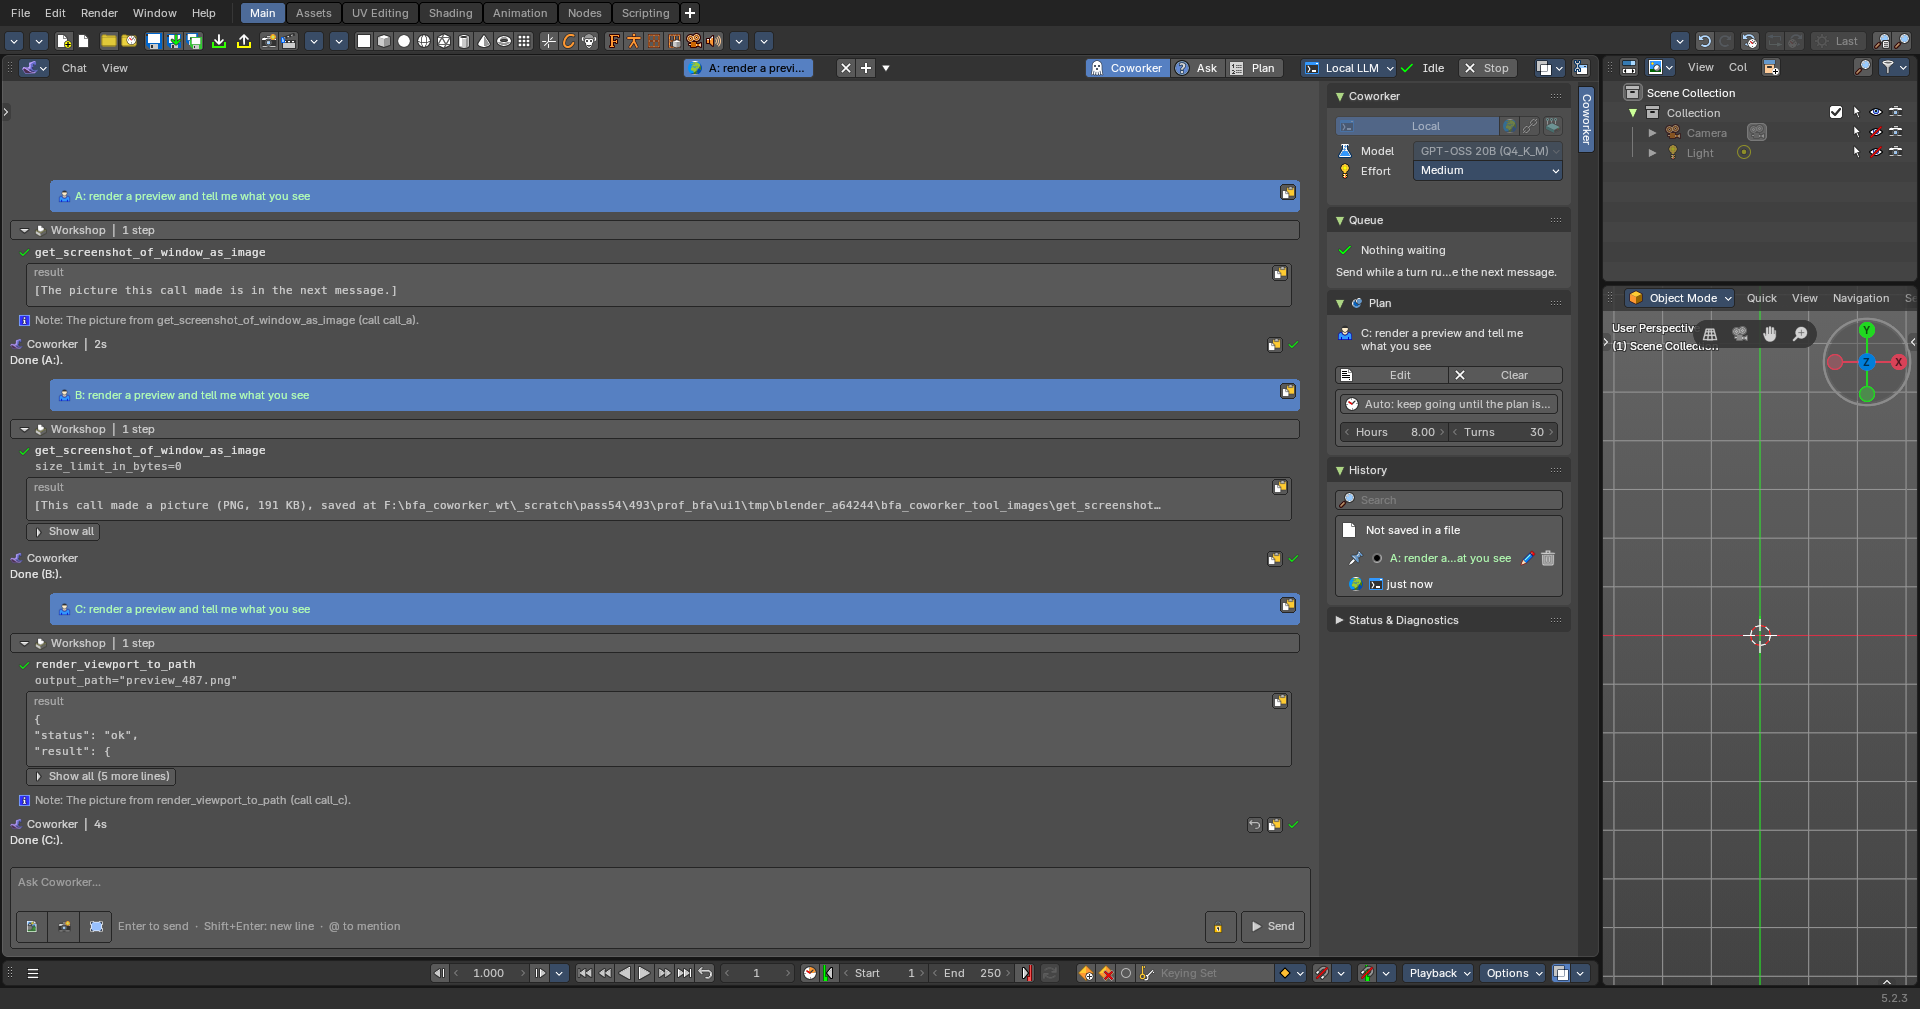 File Edit Render Window Help Main Assets UV Editing Shading Animation Nodes Scripting
Last
Chat View A: render a previ... Coworker Ask Plan Local LLM Idle Stop
A: render a preview and tell me what you see
Workshop | 1 step
get_screenshot_of_window_as_image
result
[The picture this call made is in the next message.]
Note: The picture from get_screenshot_of_window_as_image (call call_a).
Coworker | 2s
Done (A:).
B: render a preview and tell me what you see
Workshop | 1 step
get_screenshot_of_window_as_image
size_limit_in_bytes=0
result
[This call made a picture (PNG, 191 KB), saved at F:\bfa_coworker_wt\_scratch\pass54\493\prof_bfa\ui1\tmp\blender_a64244\bfa_coworker_tool_images\get_screenshot…
Show all
Coworker
Done (B:).
C: render a preview and tell me what you see
Workshop | 1 step
render_viewport_to_path
output_path="preview_487.png"
result
{
"status": "ok",
"result": {
Show all (5 more lines)
Note: The picture from render_viewport_to_path (call call_c).
Coworker | 4s
Done (C:).
Ask Coworker...
Enter to send · Shift+Enter: new line · @ to mention
Send
Coworker
Local
Model GPT-OSS 20B (Q4_K_M)
Effort Medium
Queue
Nothing waiting
Send while a turn ru...e the next message.
Plan
C: render a preview and tell me
what you see
Edit Clear
Auto: keep going until the plan is...
Hours 8.00 Turns 30
History
Search
Not saved in a file
A: render a...at you see
just now
Status & Diagnostics
Coworker
View Col
Scene Collection
Collection
Camera
Light
Object Mode Quick View Navigation Se
User Perspectiv
(1) Scene Collection
Y
Z X
1.000 1 Start 1 End 250 Keying Set Playback Options
5.2.3